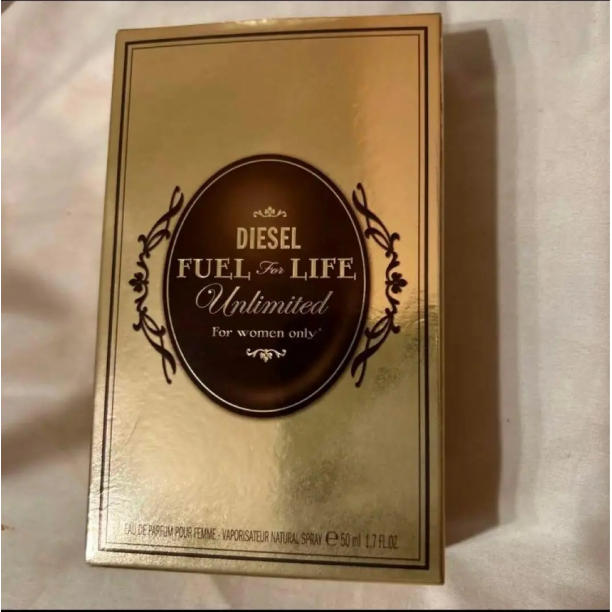 DIESEL
FUEL For LIFE
Unlimited
For women only*
EAU DE PARFUM POUR FEMME - VAPORISATEUR NATURAL SPRAY ℮ 50 ml 1.7 FL.OZ.